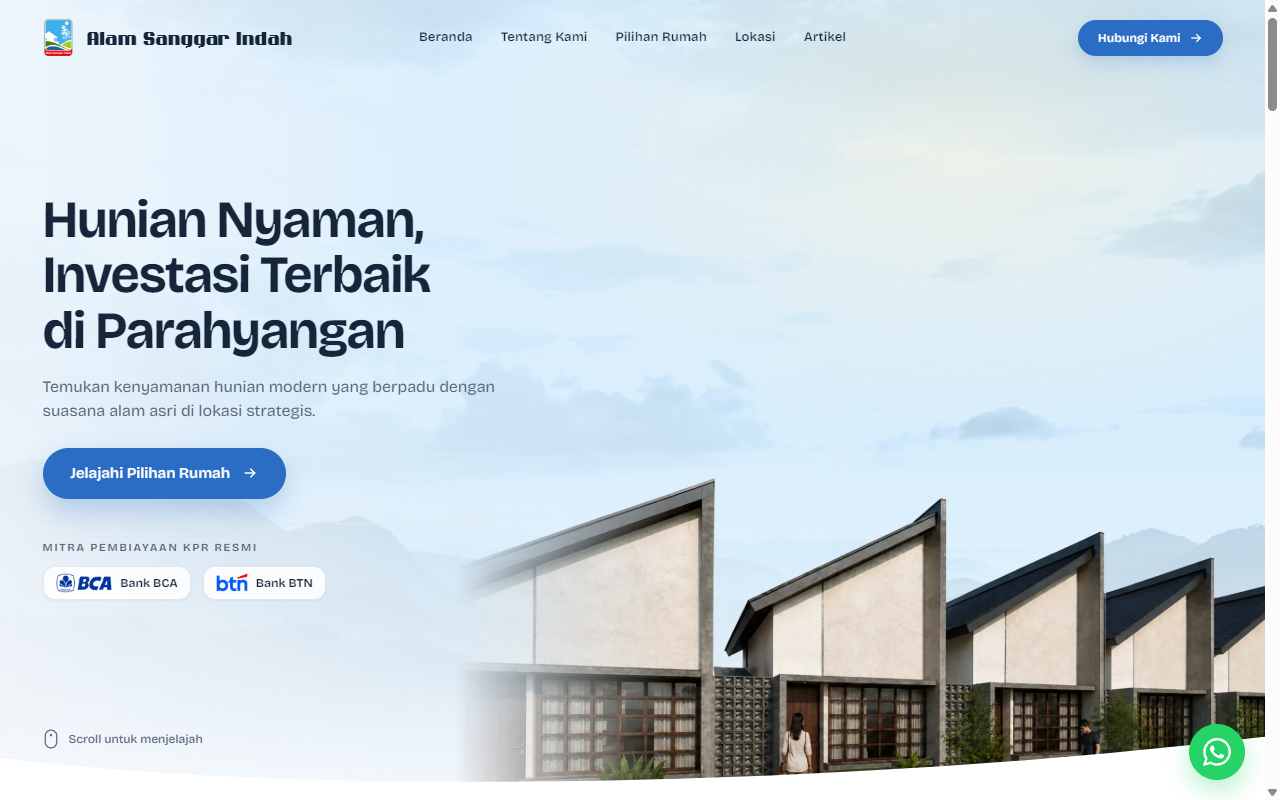 Alam Sanggar Indah
Beranda
Tentang Kami
Pilihan Rumah
Lokasi
Artikel
Hubungi Kami
Hunian Nyaman,
Investasi Terbaik
di Parahyangan
Temukan kenyamanan hunian modern yang berpadu dengan
suasana alam asri di lokasi strategis.
Jelajahi Pilihan Rumah
MITRA PEMBIAYAAN KPR RESMI
BCA Bank BCA
btn Bank BTN
Scroll untuk menjelajah